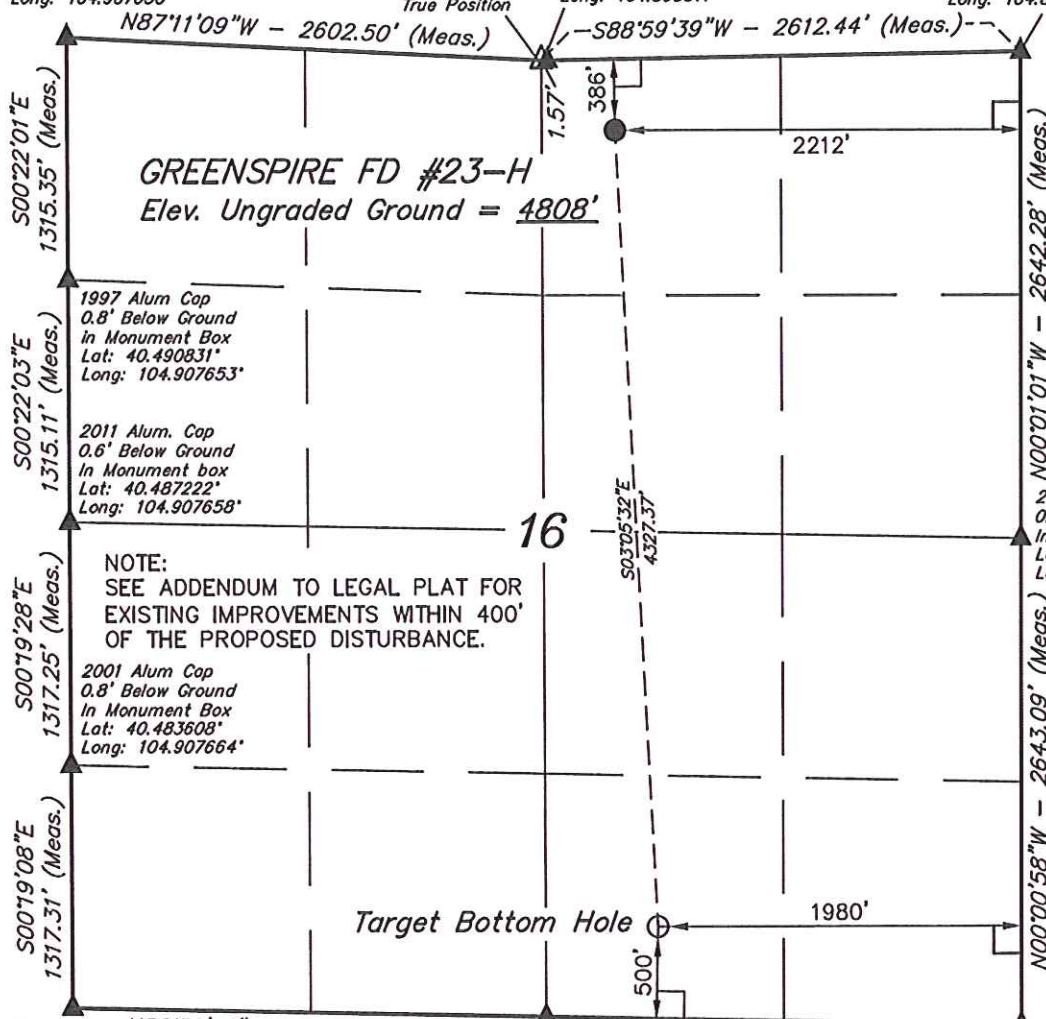 True Position
N87°11'09"W - 2602.50' (Meas.)
S88°59'39"W - 2612.44' (Meas.)
1.57'
386'
2212'
S00°22'01"E
1315.35' (Meas.)
GREENSPIRE FD #23-H
Elev. Ungraded Ground = 4808'
N00°01'01"W - 2642.28' (Meas.)
1997 Alum Cap
0.8' Below Ground
in Monument Box
Lat: 40.490831°
Long: 104.907653°
S00°22'03"E
1315.11' (Meas.)
2011 Alum. Cap
0.6' Below Ground
In Monument box
Lat: 40.487222°
Long: 104.907658°
16
S03°05'32"E
4327.37'
NOTE:
SEE ADDENDUM TO LEGAL PLAT FOR
EXISTING IMPROVEMENTS WITHIN 400'
OF THE PROPOSED DISTURBANCE.
S00°19'28"E
1317.25' (Meas.)
2001 Alum Cap
0.8' Below Ground
In Monument Box
Lat: 40.483608°
Long: 104.907664°
N00°00'58"W - 2643.09' (Meas.)
S00°19'08"E
1317.31' (Meas.)
Target Bottom Hole
1980'
500'